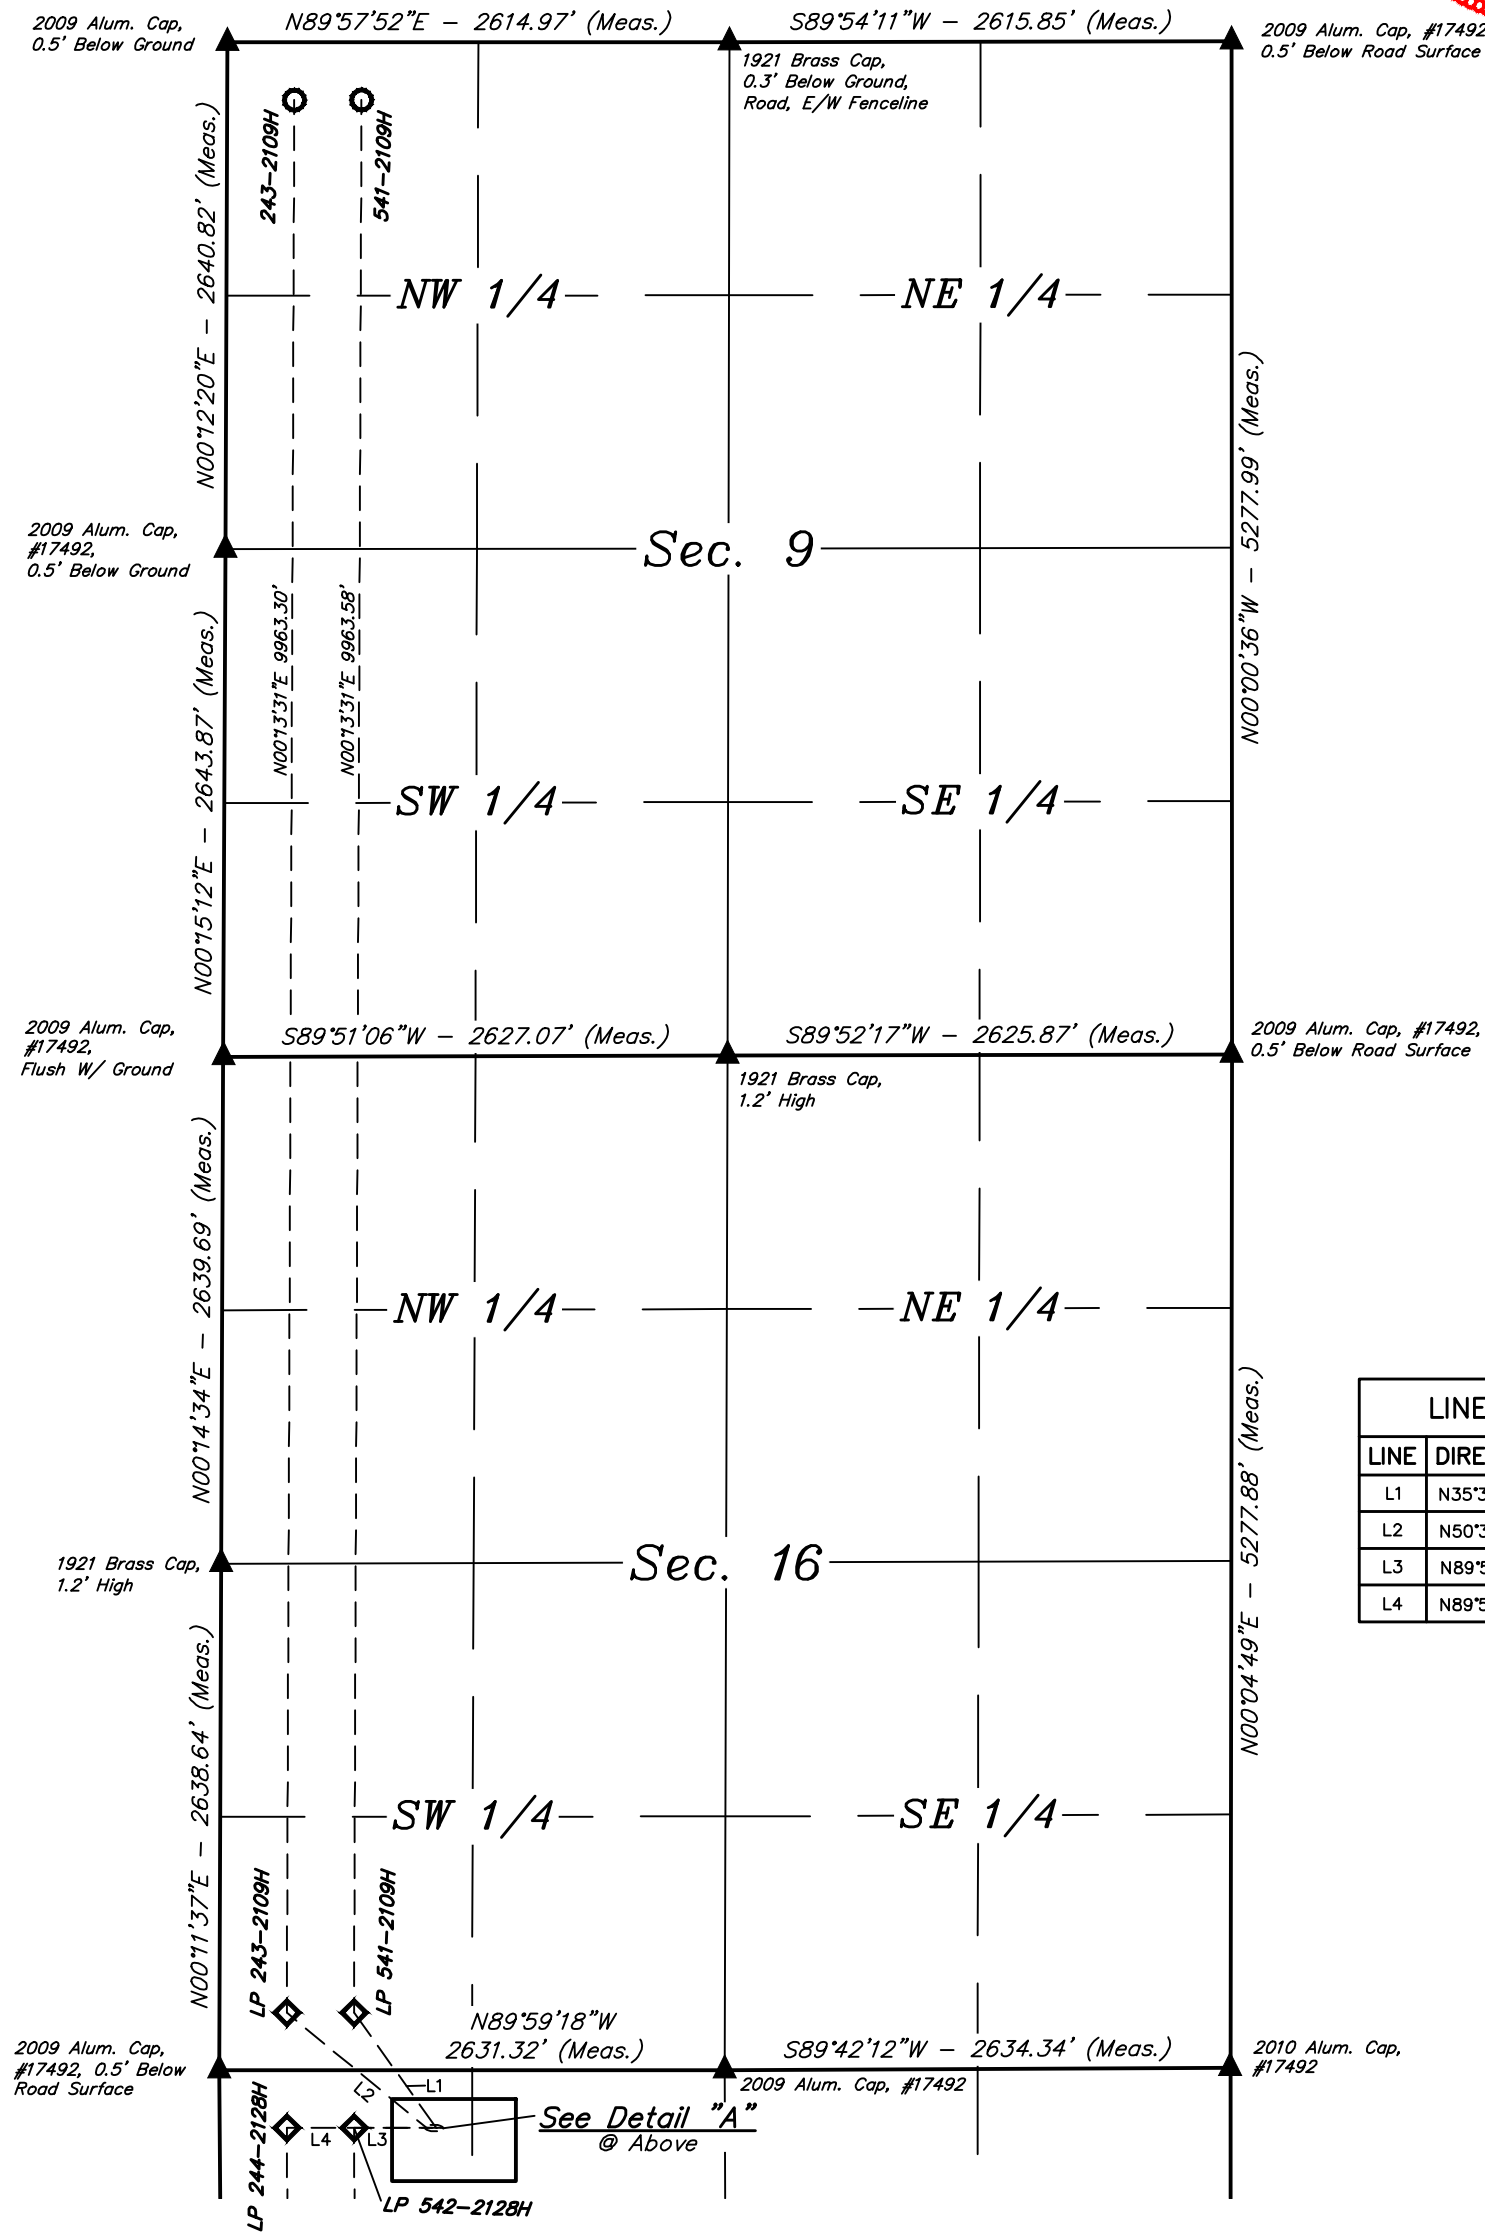 2009 Alum. Cap,
0.5' Below Ground
N89°57'52"E - 2614.97' (Meas.)
S89°54'11"W - 2615.85' (Meas.)
2009 Alum. Cap, #17492
0.5' Below Road Surface
1921 Brass Cap,
0.3' Below Ground,
Road, E/W Fenceline
243-2109H
541-2109H
N00°12'20"E - 2640.82' (Meas.)
NW 1/4
NE 1/4
N00°00'36"W - 5277.99' (Meas.)
2009 Alum. Cap,
#17492,
0.5' Below Ground
Sec. 9
N00°13'31"E 9963.30'
N00°13'31"E 9963.58'
N00°15'12"E - 2643.87' (Meas.)
SW 1/4
SE 1/4
2009 Alum. Cap,
#17492,
Flush W/ Ground
S89°51'06"W - 2627.07' (Meas.)
S89°52'17"W - 2625.87' (Meas.)
2009 Alum. Cap, #17492,
0.5' Below Road Surface
1921 Brass Cap,
1.2' High
N00°14'34"E - 2639.69' (Meas.)
NW 1/4
NE 1/4
N00°04'49"E - 5277.88' (Meas.)
LINE
LINE DIRE
L1 N35°3
L2 N50°3
L3 N89°5
L4 N89°5
1921 Brass Cap,
1.2' High
Sec. 16
N00°11'37"E - 2638.64' (Meas.)
SW 1/4
SE 1/4
LP 243-2109H
LP 541-2109H
N89°59'18"W
2631.32' (Meas.)
S89°42'12"W - 2634.34' (Meas.)
2009 Alum. Cap,
#17492, 0.5' Below
Road Surface
2010 Alum. Cap,
#17492
2009 Alum. Cap, #17492
L2
L1
See Detail "A"
@ Above
L4
L3
LP 244-2128H
LP 542-2128H